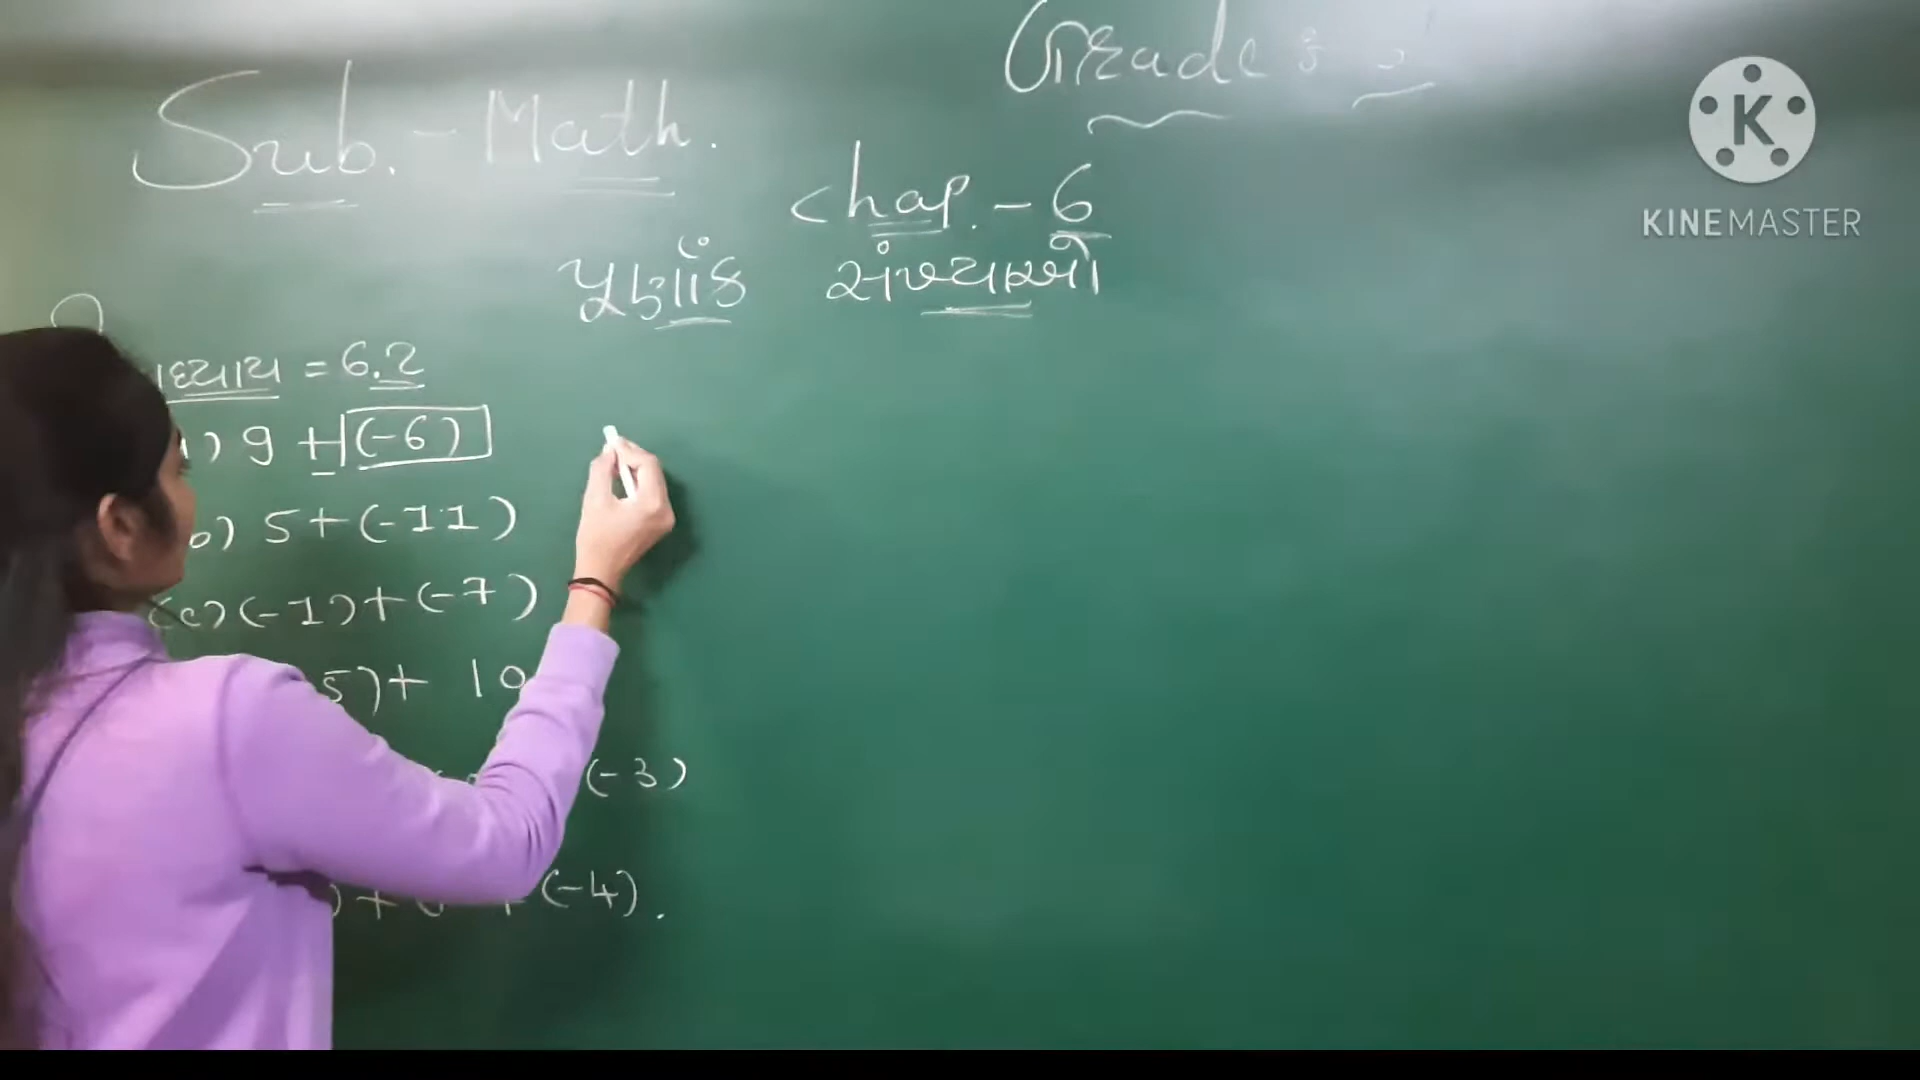 Grade :
Sub. - Math.
Chap. - 6
પુર્ણાંક સંખ્યાઓ
= 6.2
) 9 + (-6)
b) 5 + (-11)
(c) (-1) + (-7)
5) + 10
(-3)
) + + (-4).
K
KINEMASTER